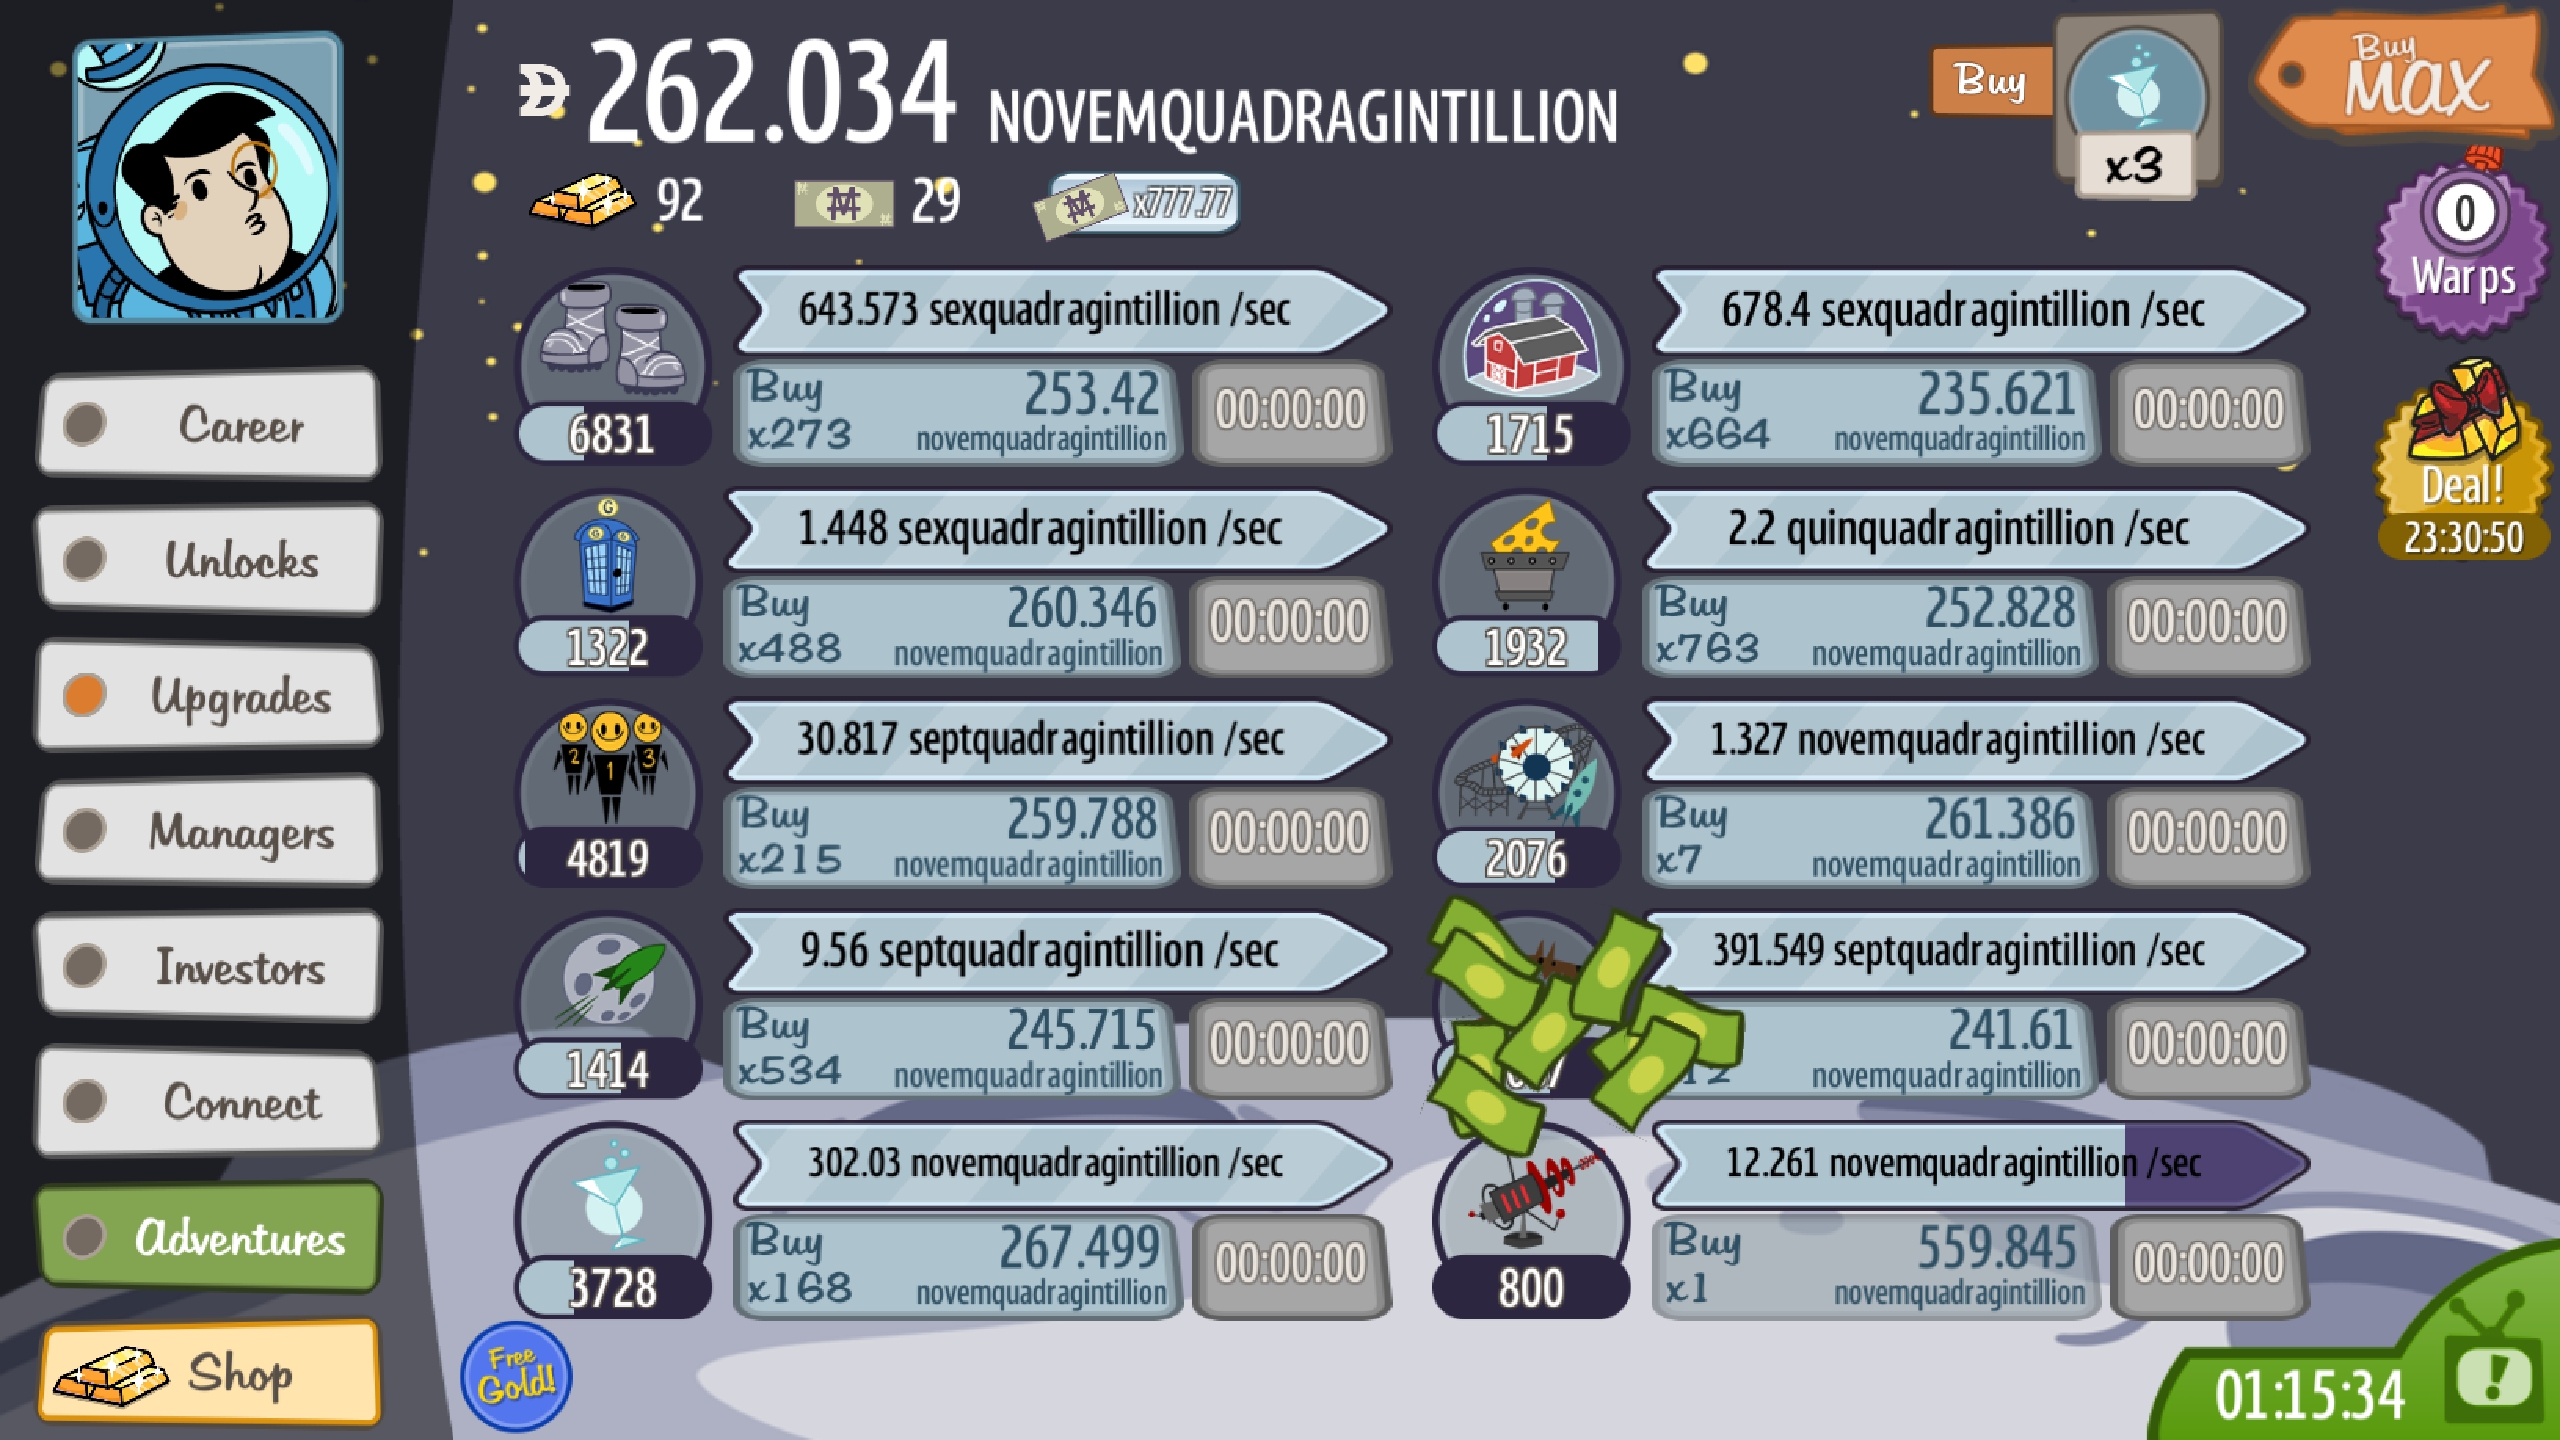 262.034 NOVEMQUADRAGINTILLION
Buy
x3
Buy
MAX
92
29
x777.77
0
Warps
Deal!
23:30:50
Career
Unlocks
Upgrades
Managers
Investors
Connect
Adventures
Shop
643.573 sexquadragintillion /sec
6831
Buy
x273
253.42
novemquadragintillion
00:00:00
678.4 sexquadragintillion /sec
1715
Buy
x664
235.621
novemquadragintillion
00:00:00
G
G G
1.448 sexquadragintillion /sec
1322
Buy
x488
260.346
novemquadragintillion
00:00:00
2.2 quinquadragintillion /sec
1932
Buy
x763
252.828
novemquadragintillion
00:00:00
2 1 3
30.817 septquadragintillion /sec
4819
Buy
x215
259.788
novemquadragintillion
00:00:00
1.327 novemquadragintillion /sec
2076
Buy
x7
261.386
novemquadragintillion
00:00:00
9.56 septquadragintillion /sec
1414
Buy
x534
245.715
novemquadragintillion
00:00:00
391.549 septquadragintillion /sec
241.61
novemquadragintillion
00:00:00
302.03 novemquadragintillion /sec
3728
Buy
x168
267.499
novemquadragintillion
00:00:00
12.261 novemquadragintillion /sec
800
Buy
x1
559.845
novemquadragintillion
00:00:00
Free
Gold!
01:15:34
!